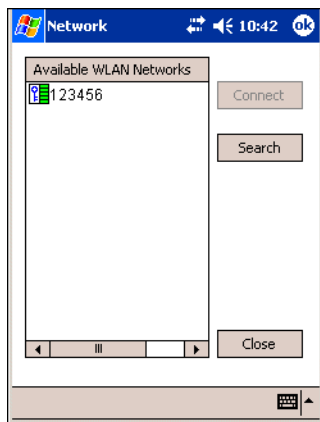 Network 10:42 ok
Available WLAN Networks
123456
Connect
Search
Close